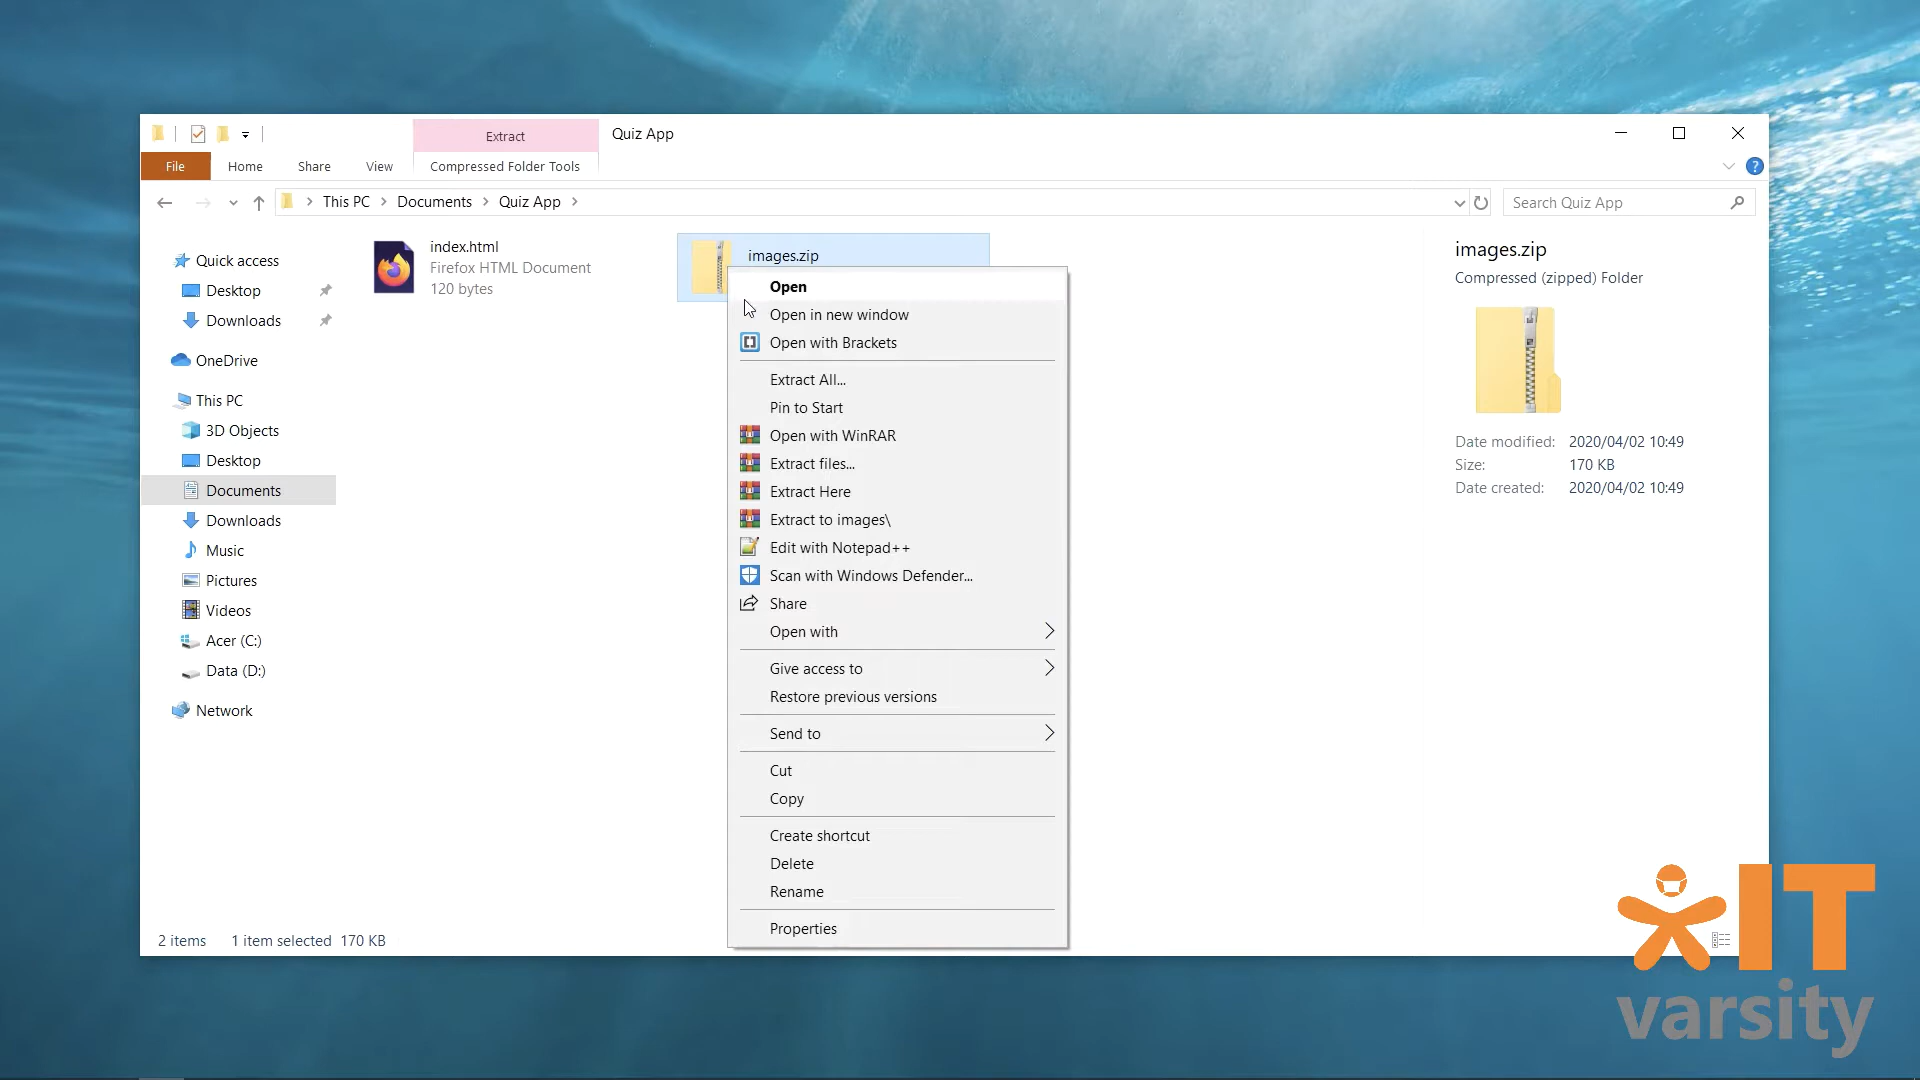 Extract
Quiz App
File
Home
Share
View
Compressed Folder Tools
?
This PC
Documents
Quiz App
Search Quiz App
Quick access
Desktop
Downloads
OneDrive
This PC
3D Objects
Desktop
Documents
Downloads
Music
Pictures
Videos
Acer (C:)
Data (D:)
Network
index.html
Firefox HTML Document
120 bytes
images.zip
Open
Open in new window
Open with Brackets
Extract All...
Pin to Start
Open with WinRAR
Extract files...
Extract Here
Extract to images\
Edit with Notepad++
Scan with Windows Defender...
Share
Open with
Give access to
Restore previous versions
Send to
Cut
Copy
Create shortcut
Delete
Rename
Properties
images.zip
Compressed (zipped) Folder
Date modified: 2020/04/02 10:49
Size: 170 KB
Date created: 2020/04/02 10:49
2 items 1 item selected 170 KB
IT
varsity